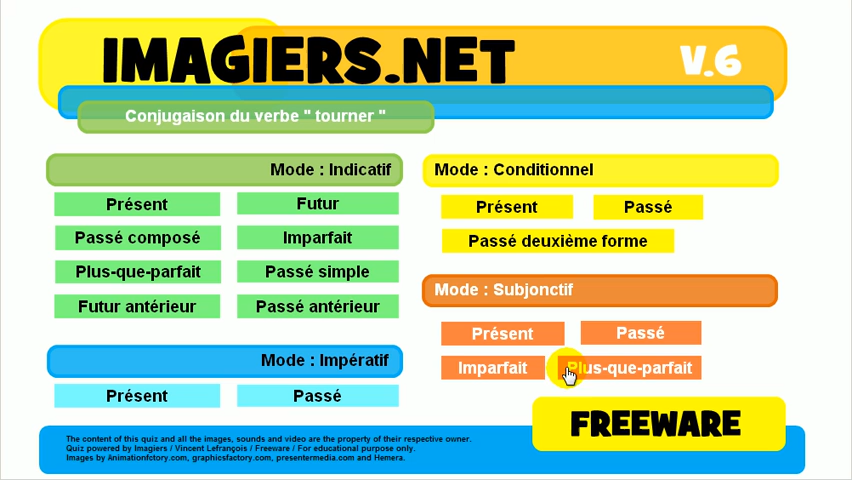 IMAGIERS.NET
V.6
Conjugaison du verbe " tourner "
Mode : Indicatif
Présent
Futur
Passé composé
Imparfait
Plus-que-parfait
Passé simple
Futur antérieur
Passé antérieur
Mode : Impératif
Présent
Passé
Mode : Conditionnel
Présent
Passé
Passé deuxième forme
Mode : Subjonctif
Présent
Passé
Imparfait
Plus-que-parfait
FREEWARE
The content of this quiz and all the images, sounds and video are the property of their respective owner.
Quiz powered by Imagiers / Vincent Lefrançois / Freeware / For educational purpose only.
Images by Animationfctory.com, graphicsfactory.com, presentermedia.com and Hemera.